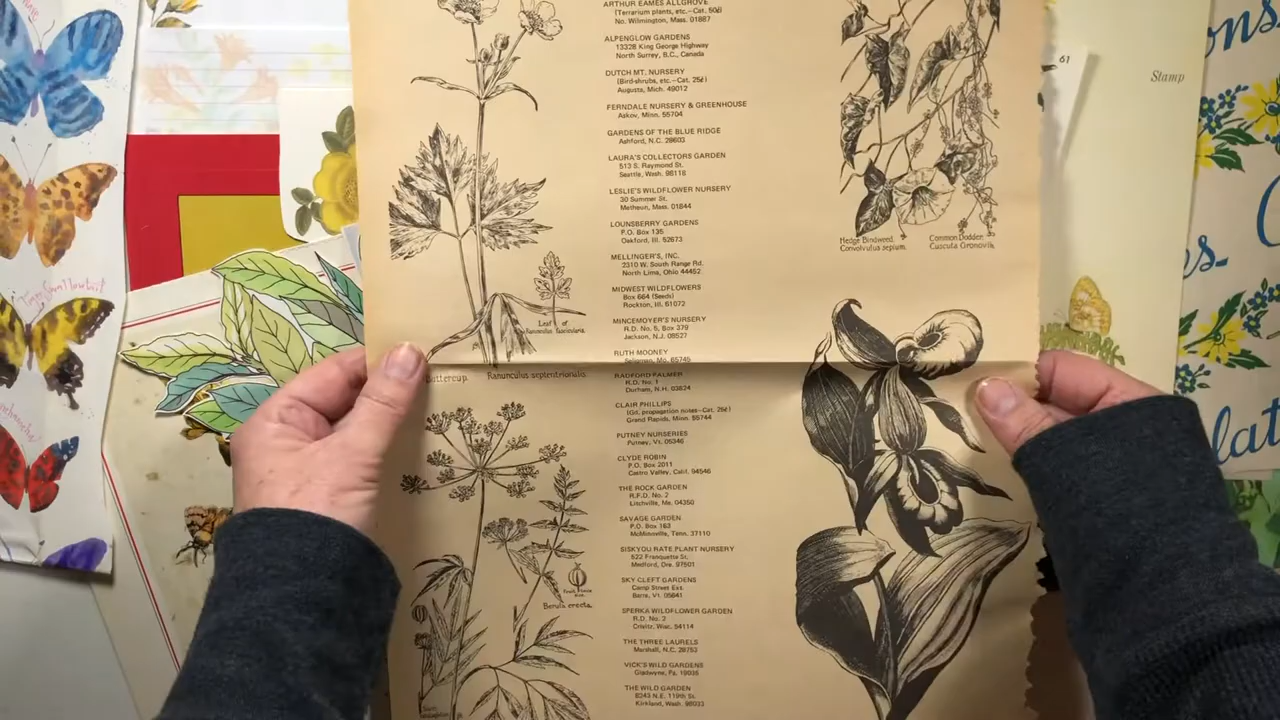 ARTHUR EAMES ALLGROVE
(Terrarium plants, etc.-Cat. 50¢)
No. Wilmington, Mass. 01887
ALPENGLOW GARDENS
13328 King George Highway
North Surrey, B.C., Canada
DUTCH MT. NURSERY
(Bird-shrubs, etc.-Cat. 25¢)
Augusta, Mich. 49012
FERNDALE NURSERY & GREENHOUSE
Askov, Minn. 55704
GARDENS OF THE BLUE RIDGE
Ashford, N.C. 28603
LAURA'S COLLECTORS GARDEN
513 S. Raymond St.
Seattle, Wash. 98118
LESLIE'S WILDFLOWER NURSERY
30 Summer St.
Methuen, Mass. 01844
LOUNSBERRY GARDENS
P.O. Box 135
Oakford, Ill. 62673
MELLINGER'S, INC.
2310 W. South Range Rd.
North Lima, Ohio 44452
MIDWEST WILDFLOWERS
Box 664 (Seeds)
Rockton, Ill. 61072
MINCEMOYER'S NURSERY
R.D. No. 5, Box 379
Jackson, N.J. 08527
RUTH MOONEY
Seligman, Mo. 65745
RADFORD PALMER
R.D. No. 1
Durham, N.H. 03824
CLAIR PHILLIPS
(Git. propagation notes-Cat. 25¢)
Grand Rapids, Minn. 55744
PUTNEY NURSERIES
Putney, Vt. 05346
CLYDE ROBIN
P.O. Box 2011
Castro Valley, Calif. 94546
THE ROCK GARDEN
R.F.D. No. 2
Litchville, Me. 04350
SAVAGE GARDEN
P.O. Box 163
McMinnville, Tenn. 37110
SISKYOU RATE PLANT NURSERY
522 Franquette St.
Medford, Ore. 97501
SKY CLEFT GARDENS
Camp Street Ext.
Barre, Vt. 05641
SPERKA WILDFLOWER GARDEN
R.D. No. 2
Crivitz, Wisc. 54114
THE THREE LAURELS
Marshall, N.C. 28753
VICK'S WILD GARDENS
Gladwyne, Pa. 19035
THE WILD GARDEN
8243 N.E. 119th St.
Kirkland, Wash. 98033
Leaf of
Ranunculus fascicularis.
Buttercup. Ranunculus septentrionalis.
Berula erecta.
Hedge Bindweed.
Convolvulus sepium.
Common Dodder.
Cuscuta Gronovii.
61
Stamp
ons
Tiger Swallowtail